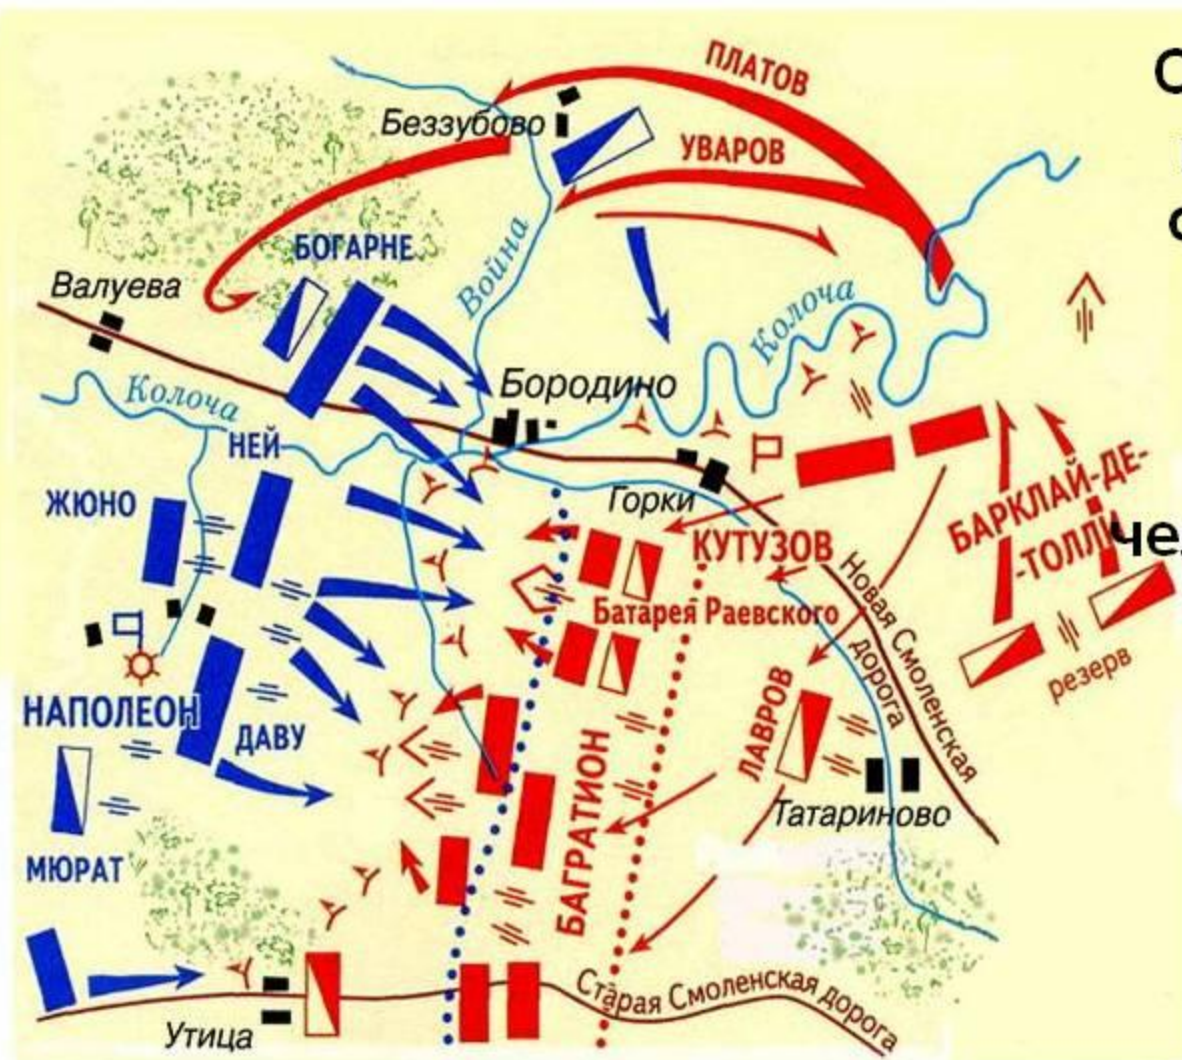 ПЛАТОВ
Беззубово
УВАРОВ
БОГАРНЕ
Война
Валуева
Колоча
Колоча
Бородино
НЕЙ
ЖЮНО
Горки
КУТУЗОВ
БАРКЛАЙ-ДЕ-
-ТОЛЛИ
Батарея Раевского
Новая Смоленская
дорога
резерв
НАПОЛЕОН
ДАВУ
ЛАВРОВ
БАГРАТИОН
Татариново
МЮРАТ
Старая Смоленская дорога
Утица